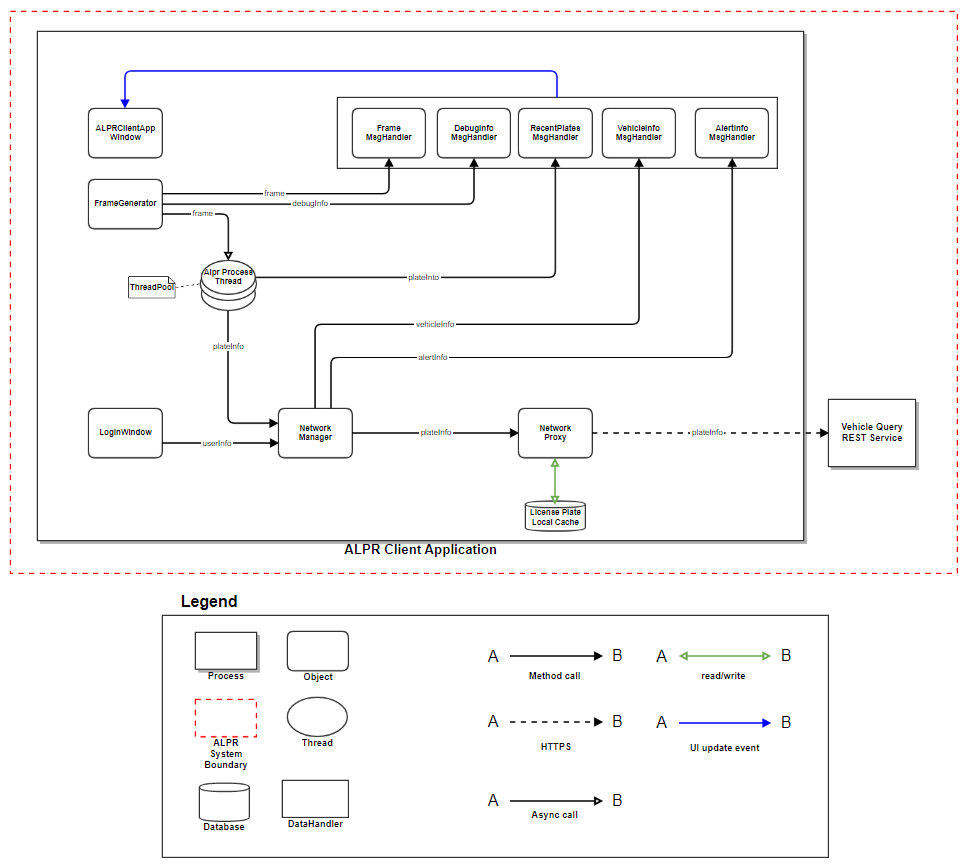 ALPRClientApp
Window
Frame
MsgHandler
DebugInfo
MsgHandler
RecentPlates
MsgHandler
VehicleInfo
MsgHandler
AlertInfo
MsgHandler
FrameGenerator
frame
debugInfo
frame
Alpr Process
Thread
ThreadPool
plateInfo
vehicleInfo
plateInfo
alertInfo
LoginWindow
userInfo
Network
Manager
plateInfo
Network
Proxy
plateInfo
Vehicle Query
REST Service
License Plate
Local Cache
ALPR Client Application
Legend
Process
Object
A
B
Method call
A
B
read/write
ALPR
System
Boundary
Thread
A
B
HTTPS
A
B
UI update event
Database
DataHandler
A
B
Async call